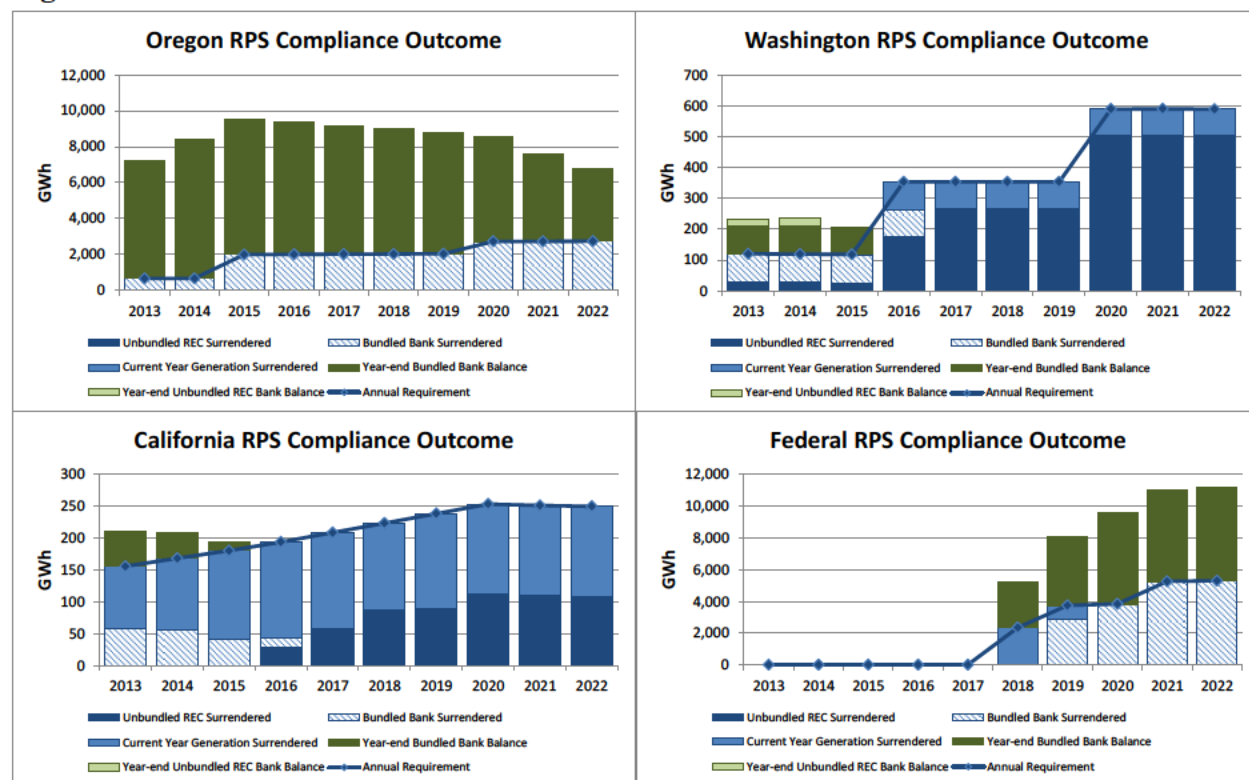 Oregon RPS Compliance Outcome
12,000
10,000
8,000
6,000
4,000
2,000
0
GWh
2013 2014 2015 2016 2017 2018 2019 2020 2021 2022
Unbundled REC Surrendered Bundled Bank Surrendered
Current Year Generation Surrendered Year-end Bundled Bank Balance
Year-end Unbundled REC Bank Balance Annual Requirement
Washington RPS Compliance Outcome
700
600
500
400
300
200
100
0
GWh
2013 2014 2015 2016 2017 2018 2019 2020 2021 2022
Unbundled REC Surrendered Bundled Bank Surrendered
Current Year Generation Surrendered Year-end Bundled Bank Balance
Year-end Unbundled REC Bank Balance Annual Requirement
California RPS Compliance Outcome
300
250
200
150
100
50
0
GWh
2013 2014 2015 2016 2017 2018 2019 2020 2021 2022
Unbundled REC Surrendered Bundled Bank Surrendered
Current Year Generation Surrendered Year-end Bundled Bank Balance
Year-end Unbundled REC Bank Balance Annual Requirement
Federal RPS Compliance Outcome
12,000
10,000
8,000
6,000
4,000
2,000
0
GWh
2013 2014 2015 2016 2017 2018 2019 2020 2021 2022
Unbundled REC Surrendered Bundled Bank Surrendered
Current Year Generation Surrendered Year-end Bundled Bank Balance
Year-end Unbundled REC Bank Balance Annual Requirement